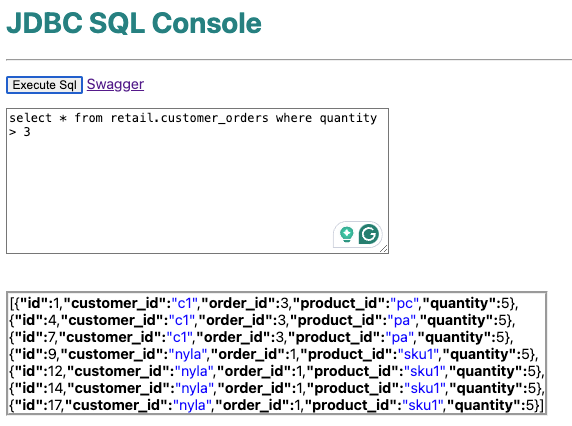 JDBC SQL Console
Execute Sql Swagger
select * from retail.customer_orders where quantity
> 3
[{"id":1,"customer_id":"c1","order_id":3,"product_id":"pc","quantity":5},
{"id":4,"customer_id":"c1","order_id":3,"product_id":"pa","quantity":5},
{"id":7,"customer_id":"c1","order_id":3,"product_id":"pa","quantity":5},
{"id":9,"customer_id":"nyla","order_id":1,"product_id":"sku1","quantity":5},
{"id":12,"customer_id":"nyla","order_id":1,"product_id":"sku1","quantity":5},
{"id":14,"customer_id":"nyla","order_id":1,"product_id":"sku1","quantity":5},
{"id":17,"customer_id":"nyla","order_id":1,"product_id":"sku1","quantity":5}]